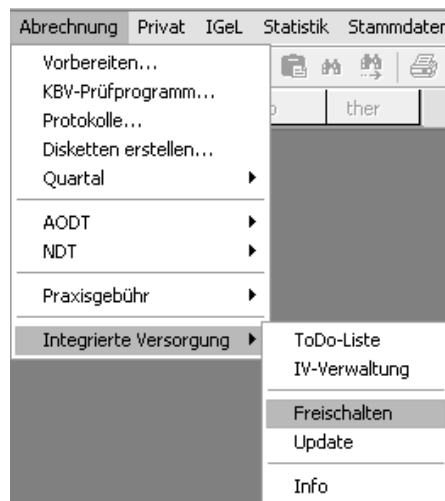 Abrechnung Privat IGeL Statistik Stammdaten
Vorbereiten...
KBV-Prüfprogramm...
Protokolle...
ther
Disketten erstellen...
Quartal
AODT
NDT
Praxisgebühr
Integrierte Versorgung
ToDo-Liste
IV-Verwaltung
Freischalten
Update
Info